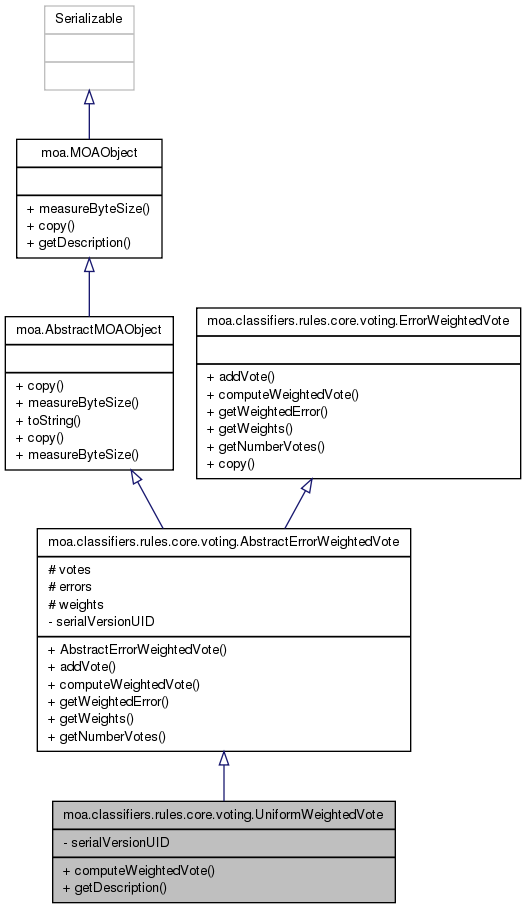 Serializable
moa.MOAObject
+ measureByteSize()
+ copy()
+ getDescription()
moa.AbstractMOAObject
+ copy()
+ measureByteSize()
+ toString()
+ copy()
+ measureByteSize()
moa.classifiers.rules.core.voting.ErrorWeightedVote
+ addVote()
+ computeWeightedVote()
+ getWeightedError()
+ getWeights()
+ getNumberVotes()
+ copy()
moa.classifiers.rules.core.voting.AbstractErrorWeightedVote
# votes
# errors
# weights
- serialVersionUID
+ AbstractErrorWeightedVote()
+ addVote()
+ computeWeightedVote()
+ getWeightedError()
+ getWeights()
+ getNumberVotes()
moa.classifiers.rules.core.voting.UniformWeightedVote
- serialVersionUID
+ computeWeightedVote()
+ getDescription()